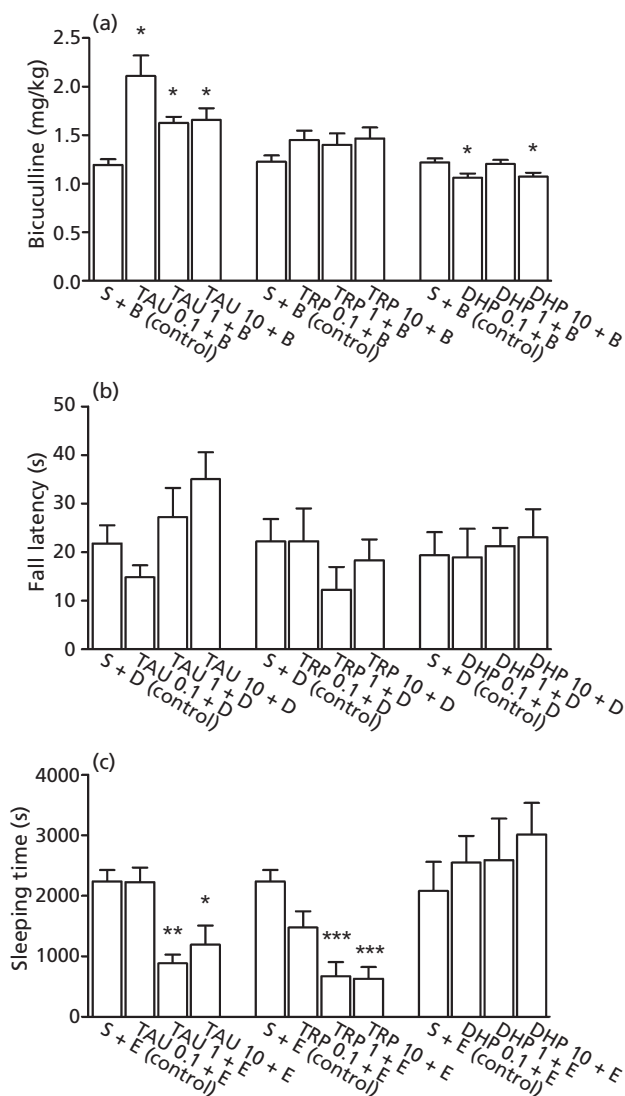 (a)
2.5
2.0
1.5
1.0
0.5
0.0
Bicuculline (mg/kg)
*
*
*
*
*
S + B (control)
TAU 0.1 + B
TAU 1 + B
TAU 10 + B
S + B (control)
TRP 0.1 + B
TRP 1 + B
TRP 10 + B
S + B (control)
DHP 0.1 + B
DHP 1 + B
DHP 10 + B
(b)
50
40
30
20
10
0
Fall latency (s)
S + D (control)
TAU 0.1 + D
TAU 1 + D
TAU 10 + D
S + D (control)
TRP 0.1 + D
TRP 1 + D
TRP 10 + D
S + D (control)
DHP 0.1 + D
DHP 1 + D
DHP 10 + D
(c)
4000
3000
2000
1000
0
Sleeping time (s)
**
*
***
***
S + E (control)
TAU 0.1 + E
TAU 1 + E
TAU 10 + E
S + E (control)
TRP 0.1 + E
TRP 1 + E
TRP 10 + E
S + E (control)
DHP 0.1 + E
DHP 1 + E
DHP 10 + E